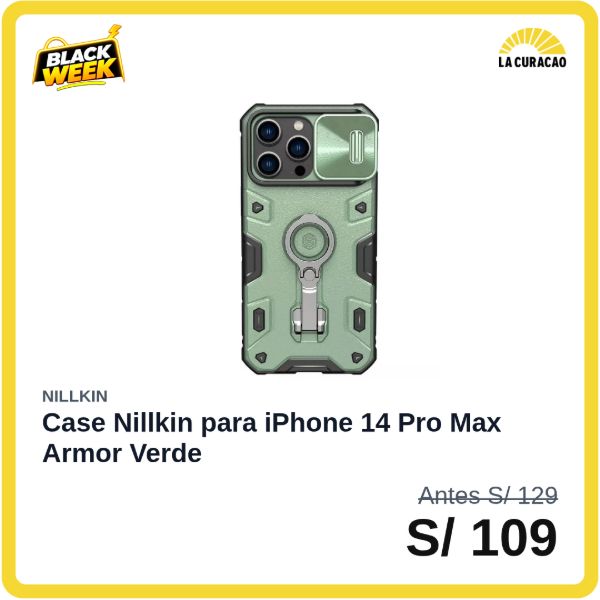 BLACK
WEEK
LA CURACAO
NILLKIN
Case Nillkin para iPhone 14 Pro Max
Armor Verde
Antes S/ 129
S/ 109